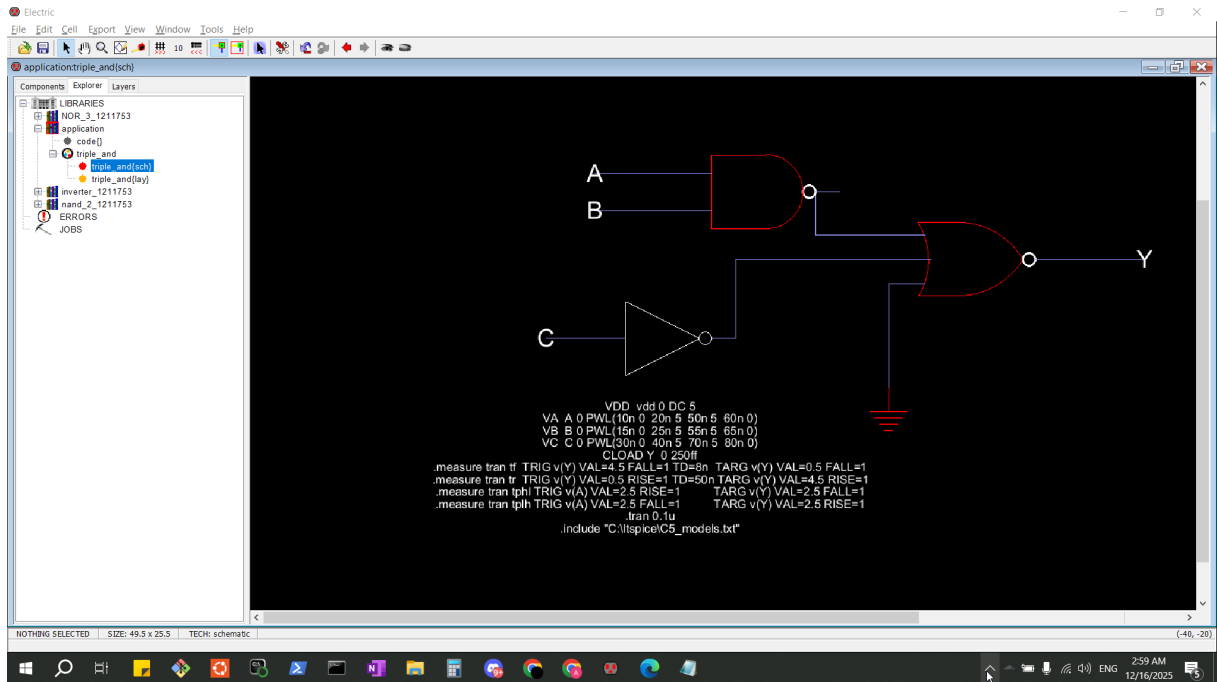 Electric
File Edit Cell Export View Window Tools Help
10
application:triple_and{sch}
Components Explorer Layers
LIBRARIES
NOR_3_1211753
application
code{}
triple_and
triple_and{sch}
triple_and{lay}
inverter_1211753
nand_2_1211753
ERRORS
JOBS
A
B
Y
C
VDD vdd 0 DC 5
VA A 0 PWL(10n 0 20n 5 50n 5 60n 0)
VB B 0 PWL(15n 0 25n 5 55n 5 65n 0)
VC C 0 PWL(30n 0 40n 5 70n 5 80n 0)
CLOAD Y 0 250ff
.measure tran tf TRIG v(Y) VAL=4.5 FALL=1 TD=8n TARG v(Y) VAL=0.5 FALL=1
.measure tran tr TRIG v(Y) VAL=0.5 RISE=1 TD=50n TARG v(Y) VAL=4.5 RISE=1
.measure tran tphl TRIG v(A) VAL=2.5 RISE=1 TARG v(Y) VAL=2.5 FALL=1
.measure tran tplh TRIG v(A) VAL=2.5 FALL=1 TARG v(Y) VAL=2.5 RISE=1
.tran 0.1u
.include "C:\ltspice\C5_models.txt"
NOTHING SELECTED SIZE: 49.5 x 25.5 TECH: schematic (-40, -20)
ENG 2:59 AM
12/16/2025
5